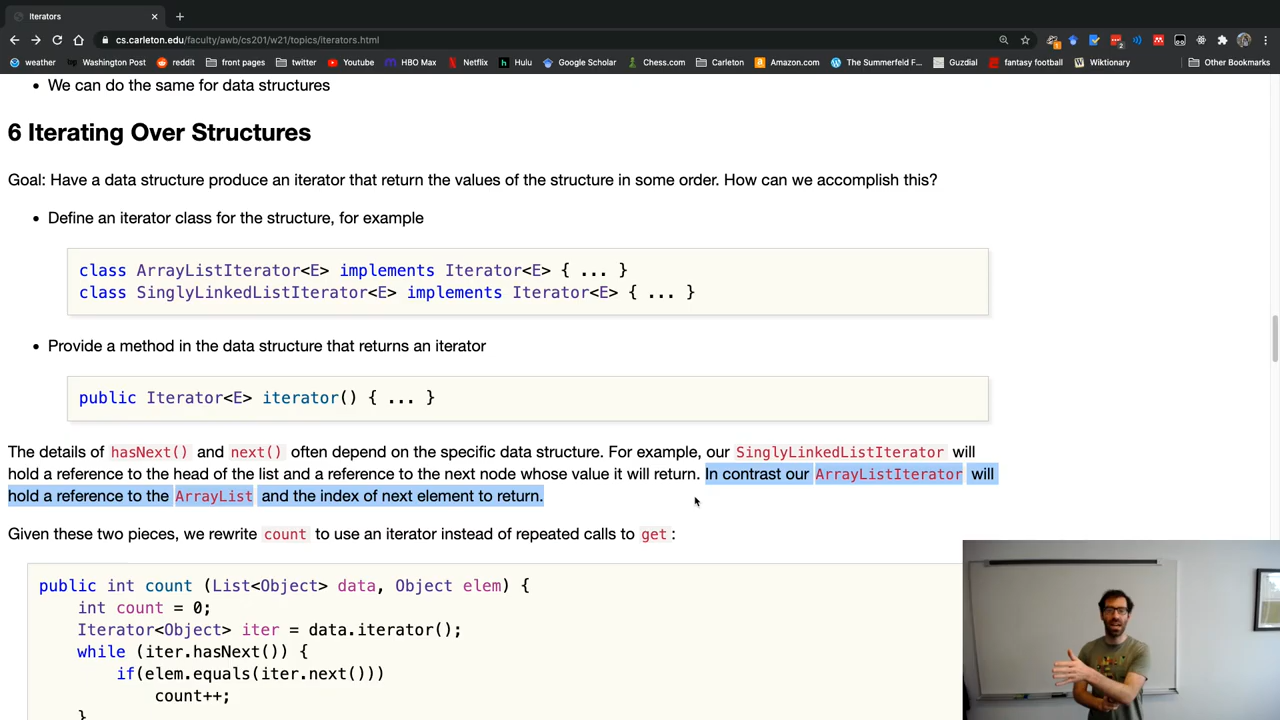 Iterators
cs.carleton.edu/faculty/awb/cs201/w21/topics/iterators.html
weather Washington Post reddit front pages twitter Youtube HBO Max Netflix Hulu Google Scholar Chess.com Carleton Amazon.com The Summerfeld F... Guzdial fantasy football Wiktionary Other Bookmarks
• We can do the same for data structures
6 Iterating Over Structures
Goal: Have a data structure produce an iterator that return the values of the structure in some order. How can we accomplish this?
• Define an iterator class for the structure, for example
class ArrayListIterator<E> implements Iterator<E> { ... }
class SinglyLinkedListIterator<E> implements Iterator<E> { ... }
• Provide a method in the data structure that returns an iterator
public Iterator<E> iterator() { ... }
The details of hasNext() and next() often depend on the specific data structure. For example, our SinglyLinkedListIterator will
hold a reference to the head of the list and a reference to the next node whose value it will return. In contrast our ArrayListIterator will
hold a reference to the ArrayList and the index of next element to return.
Given these two pieces, we rewrite count to use an iterator instead of repeated calls to get:
public int count (List<Object> data, Object elem) {
int count = 0;
Iterator<Object> iter = data.iterator();
while (iter.hasNext()) {
if(elem.equals(iter.next()))
count++;
}